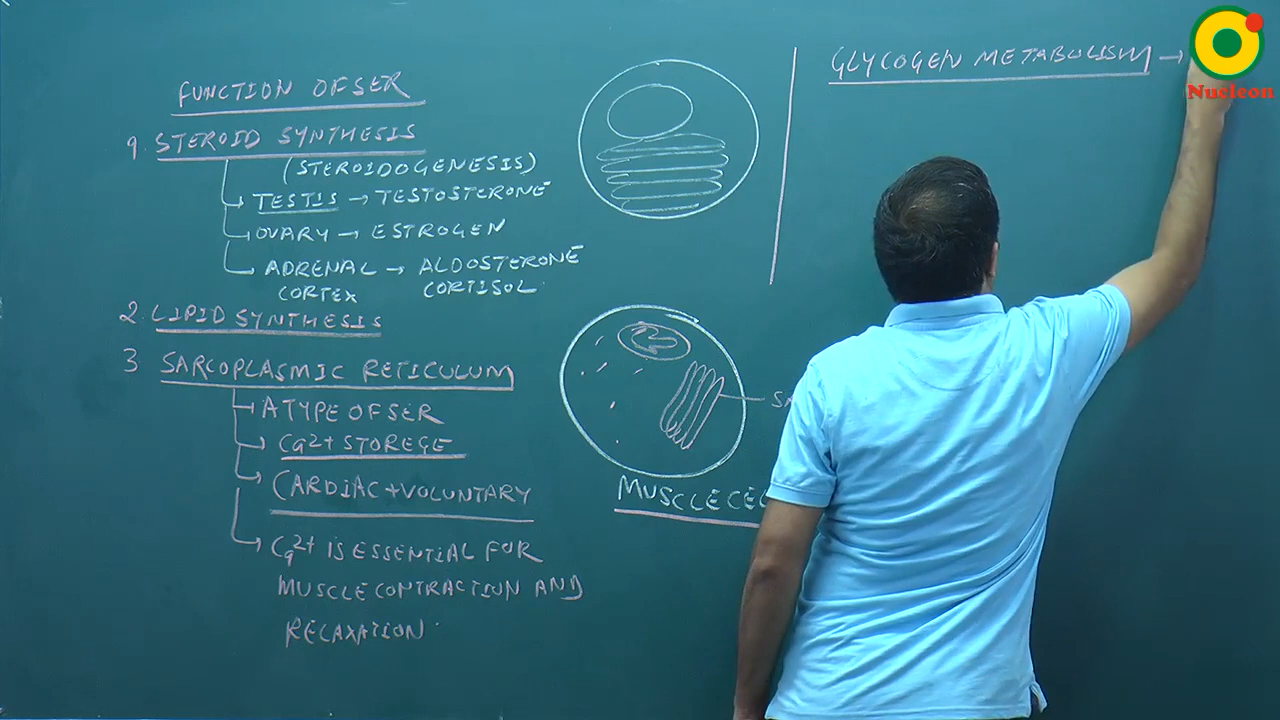 FUNCTION OF SER
1. STEROID SYNTHESIS
(STEROIDOGENESIS)
TESTIS → TESTOSTERONE
OVARY → ESTROGEN
ADRENAL → ALDOSTERONE
CORTEX CORTISOL
2. LIPID SYNTHESIS
3 SARCOPLASMIC RETICULUM
A TYPE OF SER
Ca2+ STOREGE
CARDIAC + VOLUNTARY
Ca2+ IS ESSENTIAL FOR
MUSCLE CONTRACTION AND
RELAXATION
MUSCLE CEL
GLYCOGEN METABOLISM →
Nucleon